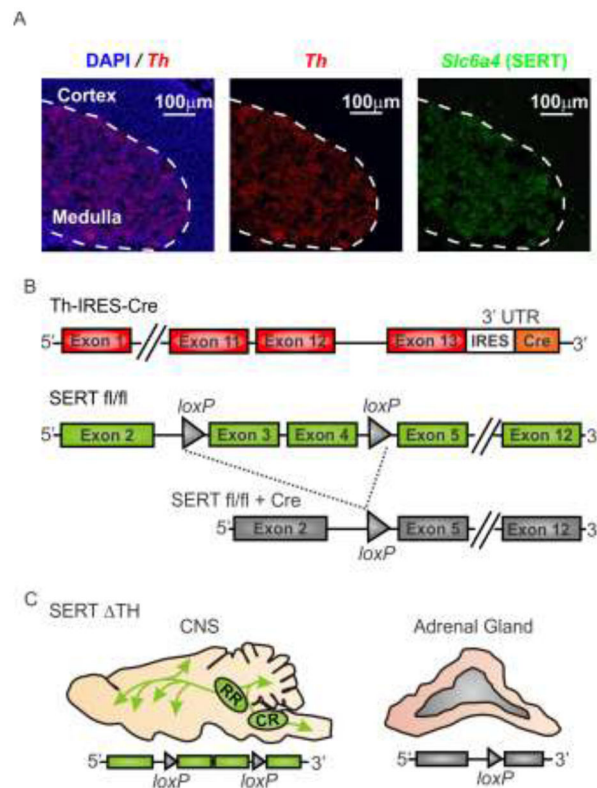 A
DAPI / Th Th Slc6a4 (SERT)
Cortex 100µm 100µm 100µm
Medulla
B
Th-IRES-Cre
3' UTR
5' Exon 1 Exon 11 Exon 12 Exon 13 IRES Cre 3'
SERT fl/fl
loxP loxP
5' Exon 2 Exon 3 Exon 4 Exon 5 Exon 12 3'
SERT fl/fl + Cre
5' Exon 2 Exon 5 Exon 12 3'
loxP
C
SERT ΔTH
CNS Adrenal Gland
RR
CR
5' 3' 5' 3'
loxP loxP loxP